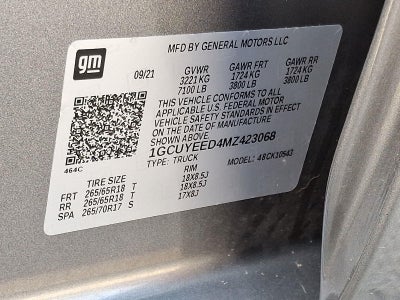 gm
MFD BY GENERAL MOTORS LLC
09/21 GVWR GAWR FRT GAWR RR
3221 KG 1724 KG 1724 KG
7100 LB 3800 LB 3800 LB
THIS VEHICLE CONFORMS TO ALL
APPLICABLE U.S. FEDERAL MOTOR
VEHICLE SAFETY STANDARDS IN EFFECT
ON THE DATE OF MANUFACTURE
SHOWN ABOVE.
1GCUYEED4MZ423068
TYPE: TRUCK MODEL: 48CK10543
464C
TIRE SIZE RIM
FRT 265/65R18 T 18X8.5J
RR 265/65R18 T 18X8.5J
SPA 265/70R17 S 17X8J